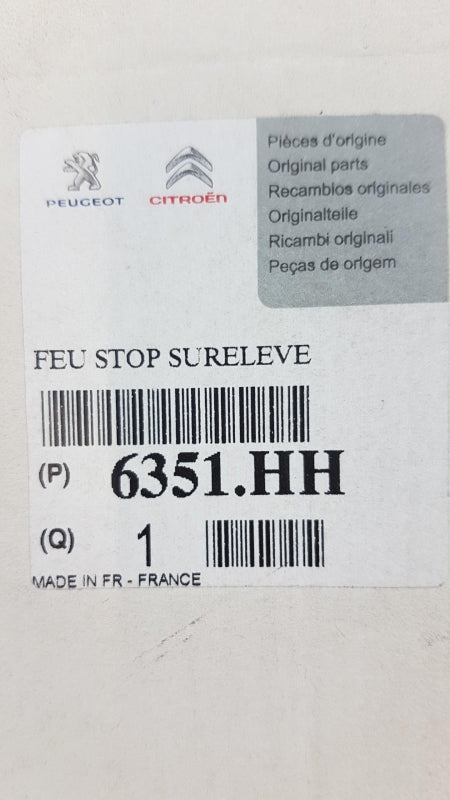 PEUGEOT
CITROËN
Pièces d'origine
Original parts
Recambios originales
Originalteile
Ricambi originali
Peças de origem
FEU STOP SURELEVE
(P) 6351.HH
(Q) 1
MADE IN FR - FRANCE